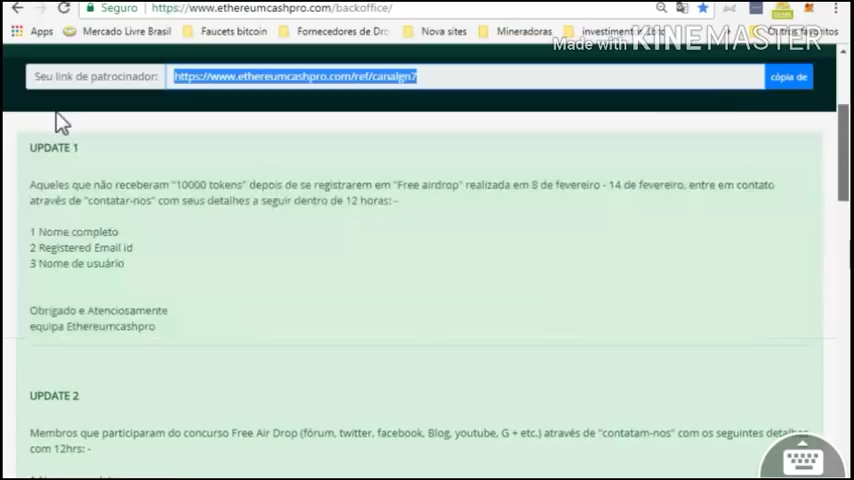 Seguro
https://www.ethereumcashpro.com/backoffice/
Apps
Mercado Livre Brasil
Faucets bitcoin
Fornecedores de Dro
Nova sites
Mineradoras
Outros favoritos
Made with KINEMASTER
Seu link de patrocinador:
https://www.ethereumcashpro.com/ref/canalgn7
cópia de
UPDATE 1
Aqueles que não receberam "10000 tokens" depois de se registrarem em "Free airdrop" realizada em 8 de fevereiro - 14 de fevereiro, entre em contato
através de "contatar-nos" com seus detalhes a seguir dentro de 12 horas: -
1 Nome completo
2 Registered Email id
3 Nome de usuário
Obrigado e Atenciosamente
equipa Ethereumcashpro
UPDATE 2
Membros que participaram do concurso Free Air Drop (fórum, twitter, facebook, Blog, youtube, G + etc.) através de "contatam-nos" com os seguintes detalhes
com 12hrs: -